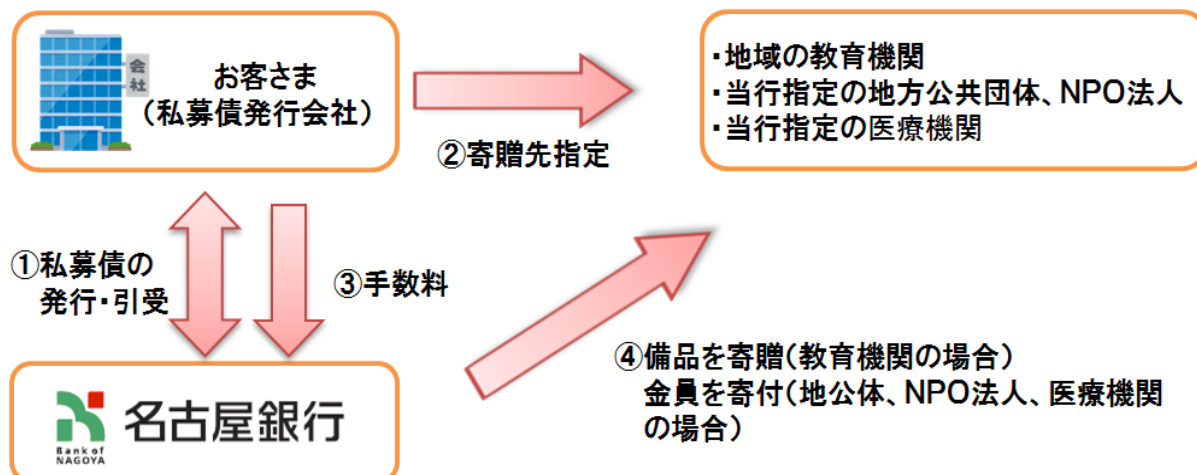 会社
お客さま
（私募債発行会社）
・地域の教育機関
・当行指定の地方公共団体、NPO法人
・当行指定の医療機関
②寄贈先指定
①私募債の
発行・引受
③手数料
④備品を寄贈（教育機関の場合）
金員を寄付（地公体、NPO法人、医療機関
の場合）
Bank of
NAGOYA
名古屋銀行